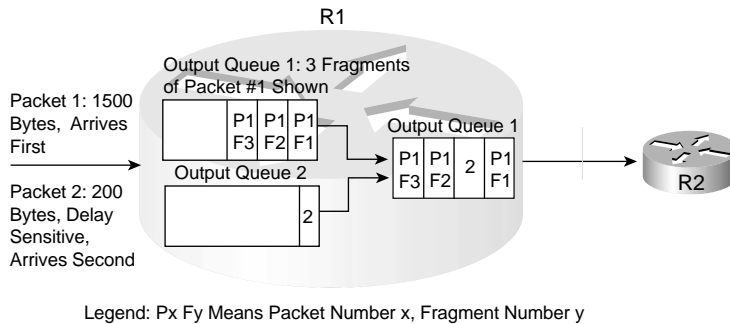 R1
Output Queue 1: 3 Fragments
of Packet #1 Shown
Packet 1: 1500
Bytes, Arrives
First
P1 P1 P1
F3 F2 F1
Output Queue 1
P1 P1 2 P1
F3 F2 F1
Output Queue 2
2
Packet 2: 200
Bytes, Delay
Sensitive,
Arrives Second
R2
Legend: Px Fy Means Packet Number x, Fragment Number y